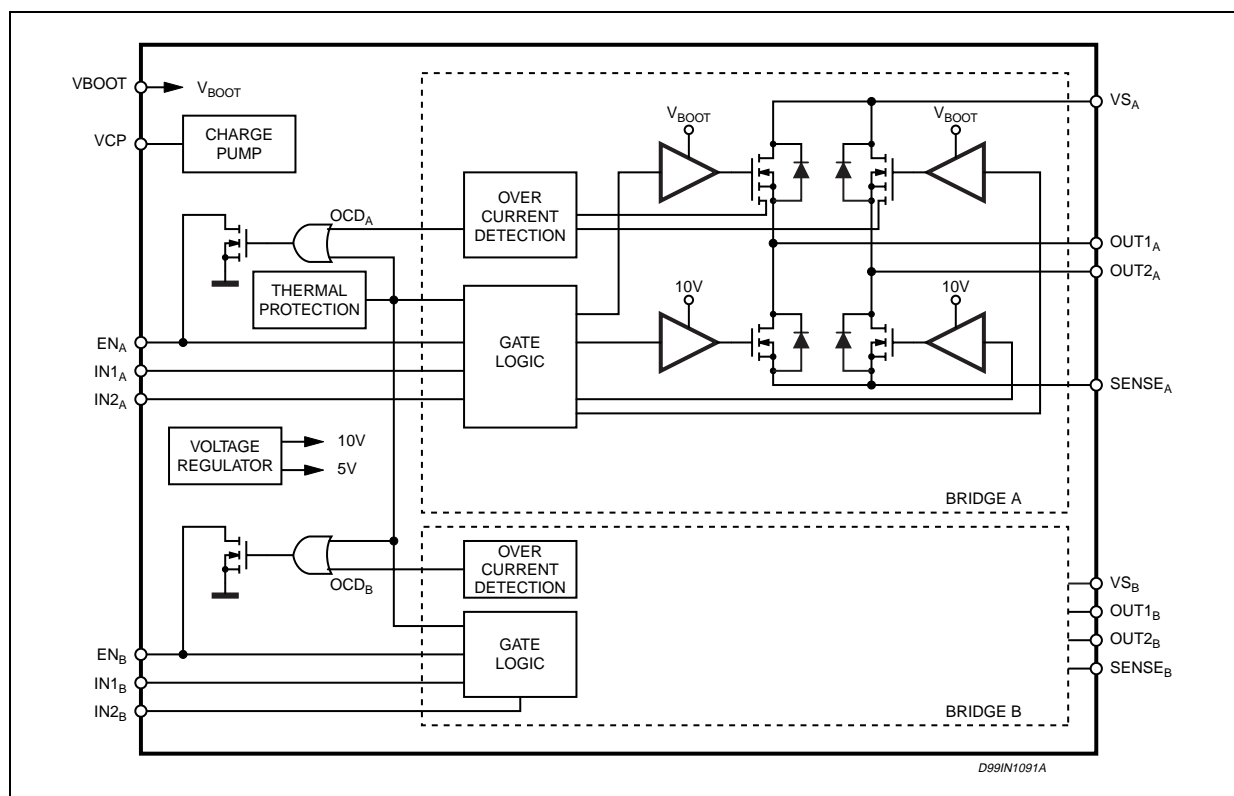 VBOOT
VBOOT
VCP
CHARGE
PUMP
VBOOT
VBOOT
VSA
OCDA
OVER
CURRENT
DETECTION
THERMAL
PROTECTION
OUT1A
OUT2A
10V
10V
ENA
IN1A
IN2A
GATE
LOGIC
SENSEA
VOLTAGE
REGULATOR
10V
5V
BRIDGE A
OCDB
OVER
CURRENT
DETECTION
VSB
OUT1B
OUT2B
SENSEB
ENB
IN1B
IN2B
GATE
LOGIC
BRIDGE B
D99IN1091A